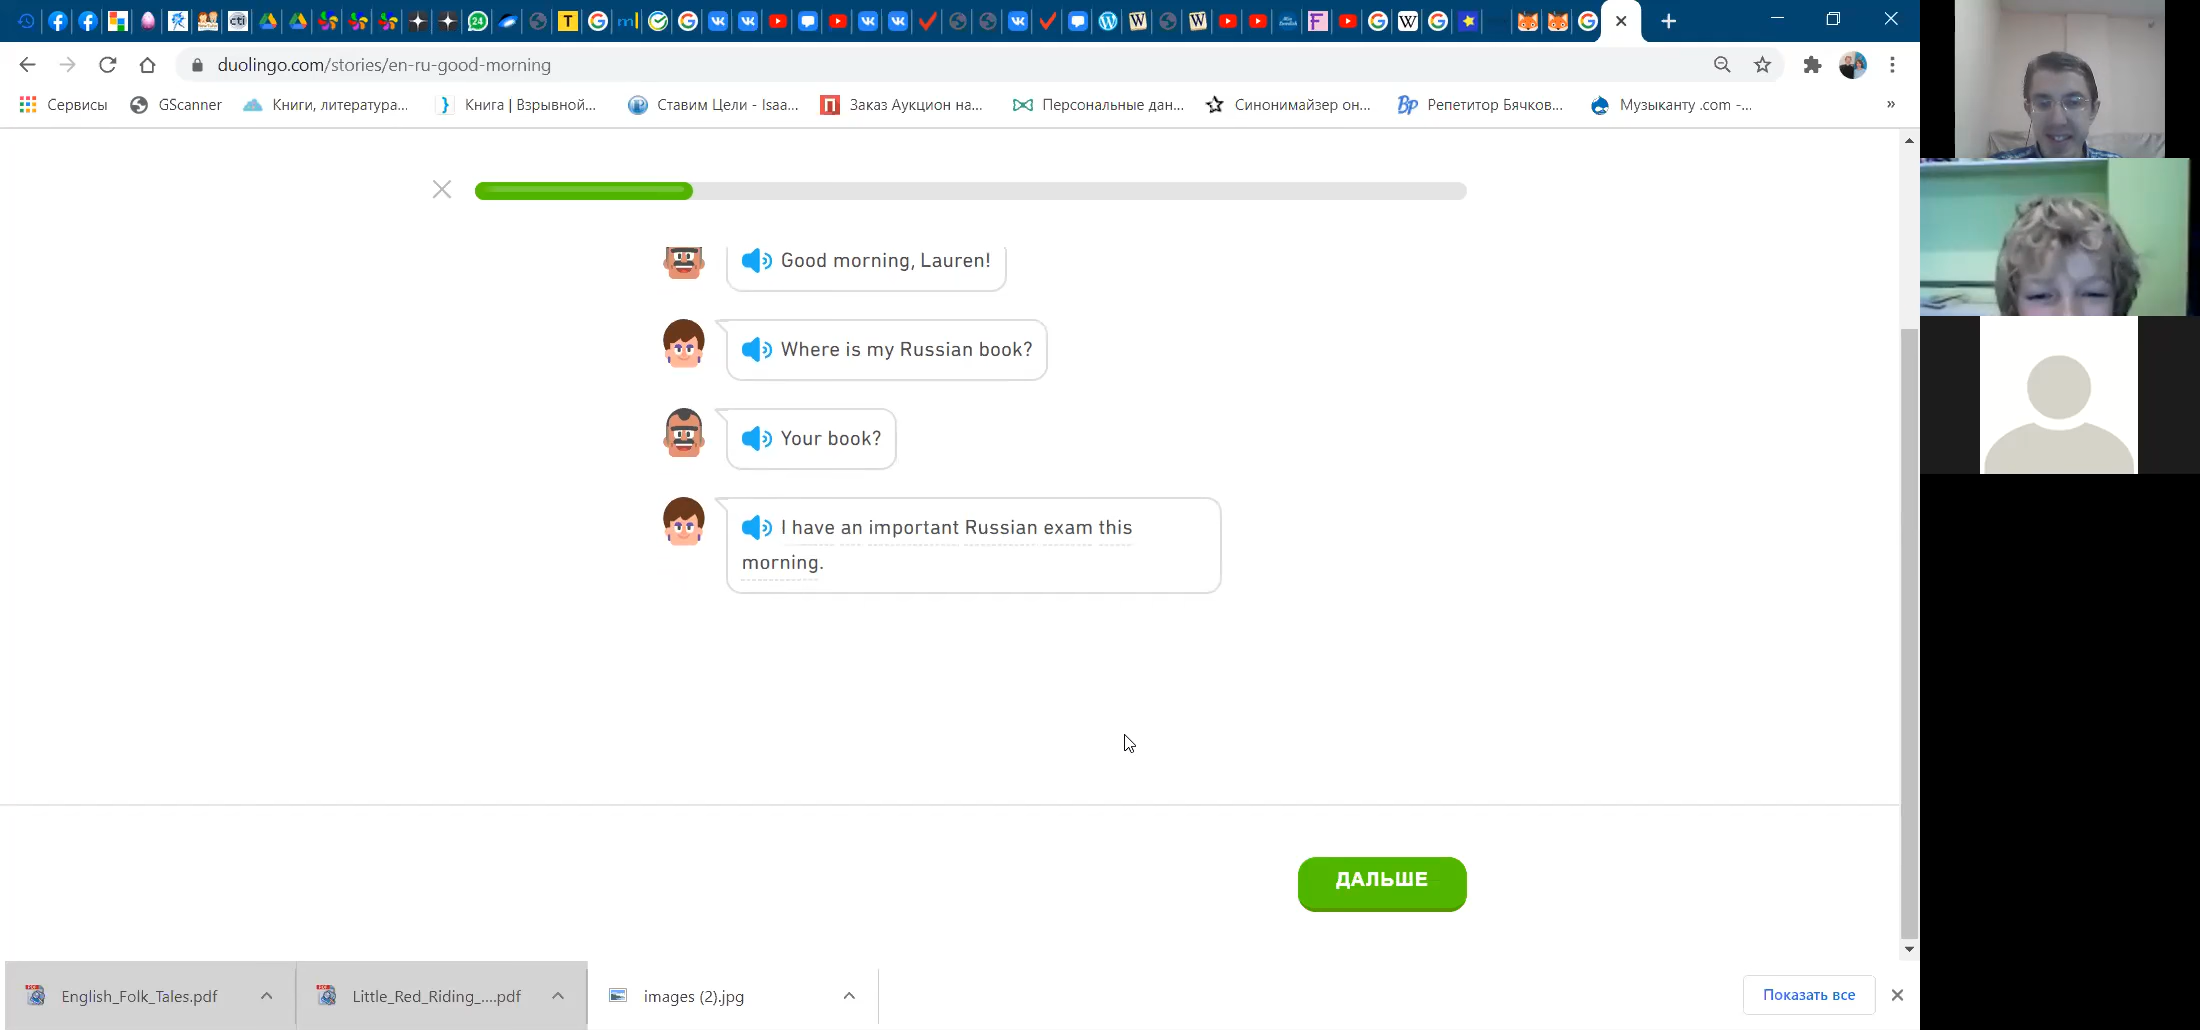 24
duolingo.com/stories/en-ru-good-morning
Сервисы
GScanner
Книги, литература...
Книга | Взрывной...
Ставим Цели - Isaa...
Заказ Аукцион на...
Персональные дан...
Синонимайзер он...
Репетитор Бячков...
Музыканту .com -...
»
Good morning, Lauren!
Where is my Russian book?
Your book?
I have an important Russian exam this
morning.
ДАЛЬШЕ
English_Folk_Tales.pdf
Little_Red_Riding_....pdf
images (2).jpg
Показать все